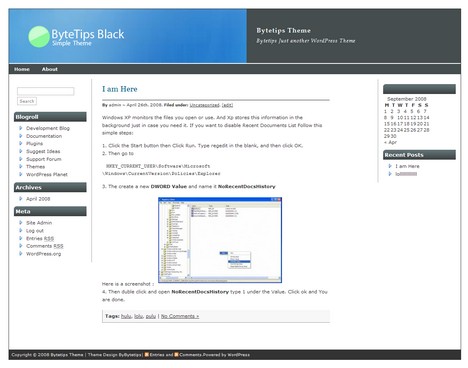 ByteTips Black
Simple Theme
Bytetips Theme
Bytetips Just another WordPress Theme
Home About
Search
Blogroll
Development Blog
Documentation
Plugins
Suggest Ideas
Support Forum
Themes
WordPress Planet
Archives
April 2008
Meta
Site Admin
Log out
Entries RSS
Comments RSS
WordPress.org
I am Here
By admin – April 26th, 2008. Filed under: Uncategorised. [edit]
Windows XP monitors the files you open or use. And Xp stores this information in the
background just in case you need it. If you want to disable Recent Documents List Follow this
simple steps:
1. Click the Start button then Click Run. Type regedit in the blank, and then click OK.
2. Then go to
HKEY_CURRENT_USER\Software\Microsoft
\Windows\CurrentVersion\Policies\Explorer
3. The create a new DWORD Value and name it NoRecentDocsHistory
Here is a screenshot :
4. Then duble click and open NoRecentDocsHistory type 1 under the Value. Click ok and You
are done.
Tags: hulu, lolu, pulu | No Comments »
September 2008
M T W T F S S
1 2 3 4 5 6 7
8 9 10 11 12 13 14
15 16 17 18 19 20 21
22 23 24 25 26 27 28
29 30
« Apr
Recent Posts
I am Here
Copyright © 2008 Bytetips Theme | Theme Design ByBytetips| Entries and Comments.Powered by WordPress